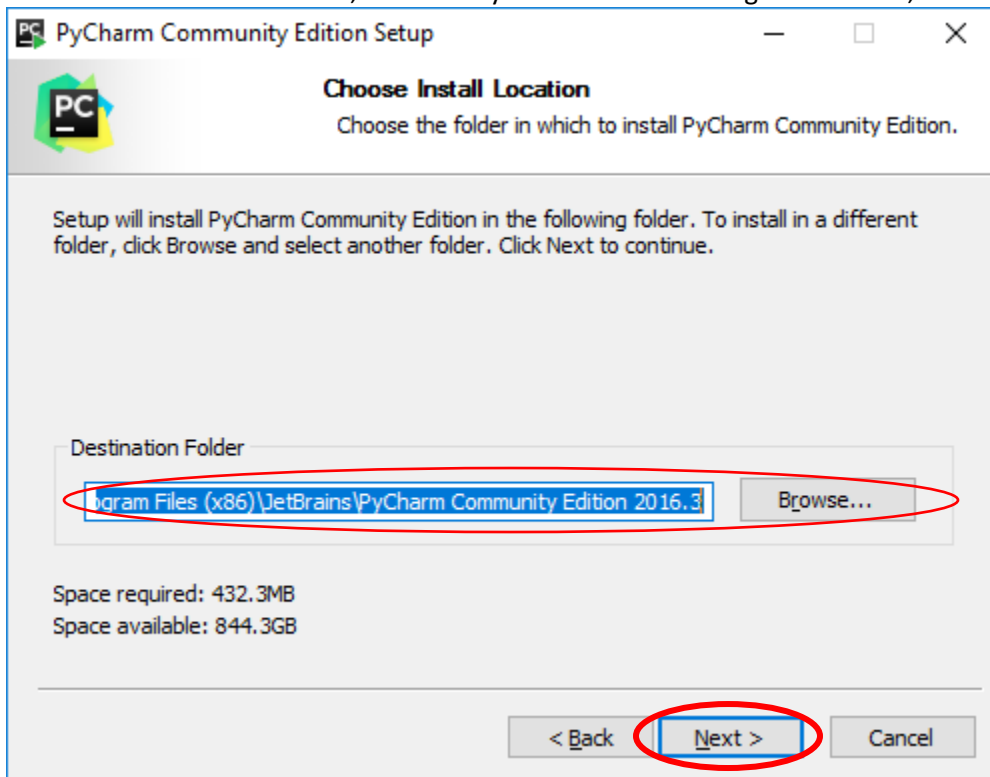 PyCharm Community Edition Setup
PC
Choose Install Location
Choose the folder in which to install PyCharm Community Edition.
Setup will install PyCharm Community Edition in the following folder. To install in a different
folder, click Browse and select another folder. Click Next to continue.
Destination Folder
ogram Files (x86)\JetBrains\PyCharm Community Edition 2016.3
Browse...
Space required: 432.3MB
Space available: 844.3GB
< Back Next > Cancel